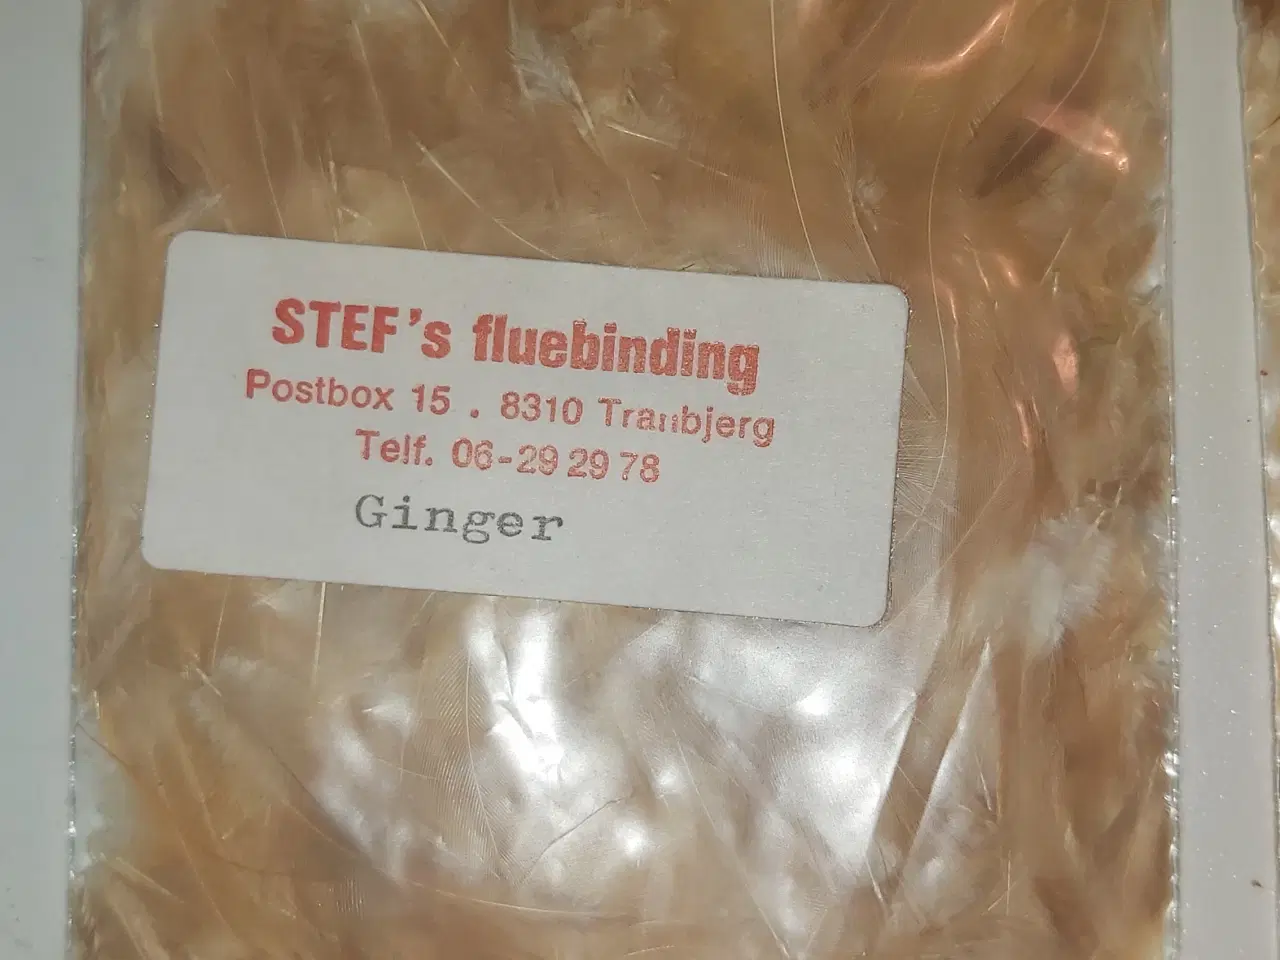 STEF's fluebinding
Postbox 15 . 8310 Tranbjerg
Telf. 06-29 29 78
Ginger